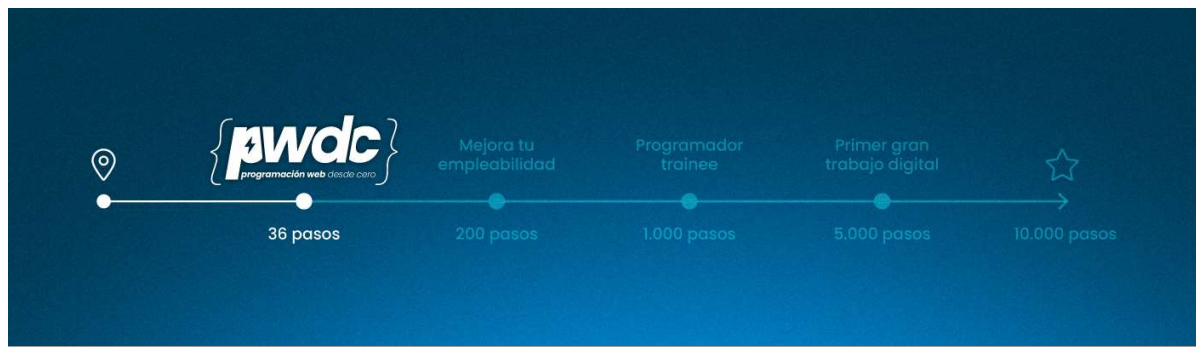 {pwdc}
programación web desde cero
Mejora tu
empleabilidad
Programador
trainee
Primer gran
trabajo digital
36 pasos
200 pasos
1.000 pasos
5.000 pasos
10.000 pasos